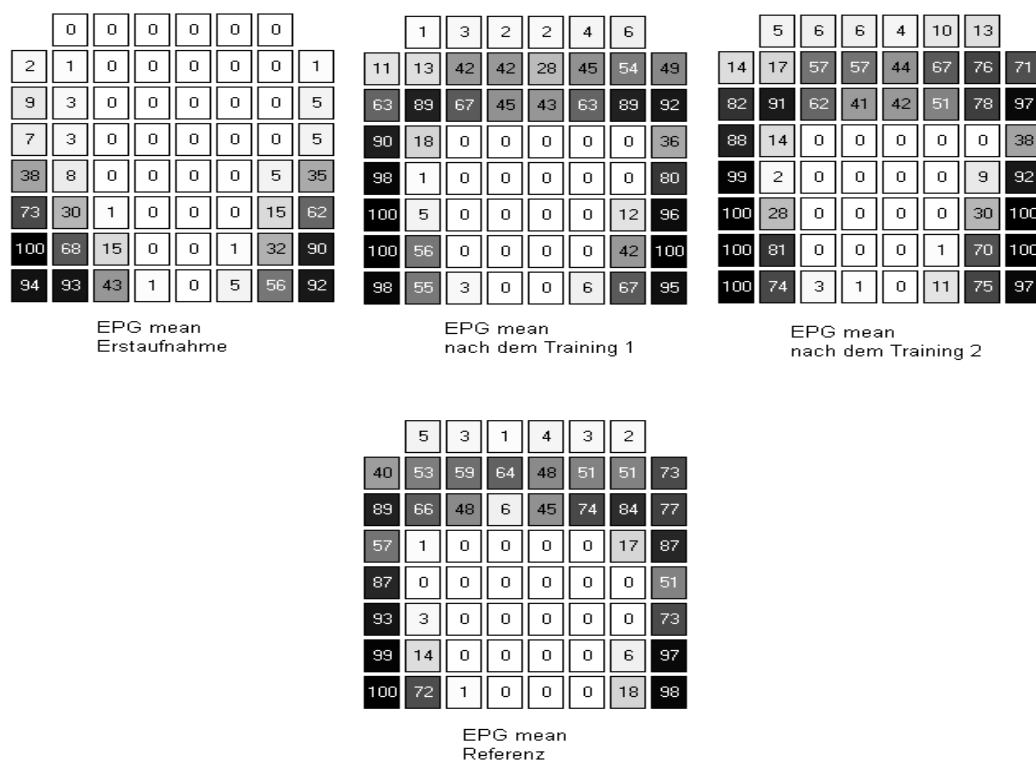 0 0 0 0 0 0
2 1 0 0 0 0 0 1
9 3 0 0 0 0 0 5
7 3 0 0 0 0 0 5
38 8 0 0 0 0 5 35
73 30 1 0 0 0 15 62
100 68 15 0 0 1 32 90
94 93 43 1 0 5 56 92
EPG mean
Erstaufnahme
1 3 2 2 4 6
11 13 42 42 28 45 54 49
63 89 67 45 43 63 89 92
90 18 0 0 0 0 0 36
98 1 0 0 0 0 0 80
100 5 0 0 0 0 12 96
100 56 0 0 0 0 42 100
98 55 3 0 0 6 67 95
EPG mean
nach dem Training 1
5 6 6 4 10 13
14 17 57 57 44 67 76 71
82 91 62 41 42 51 78 97
88 14 0 0 0 0 0 38
99 2 0 0 0 0 9 92
100 28 0 0 0 0 30 100
100 81 0 0 0 1 70 100
100 74 3 1 0 11 75 97
EPG mean
nach dem Training 2
5 3 1 4 3 2
40 53 59 64 48 51 51 73
89 66 48 6 45 74 84 77
57 1 0 0 0 0 17 87
87 0 0 0 0 0 0 51
93 3 0 0 0 0 0 73
99 14 0 0 0 0 6 97
100 72 1 0 0 0 18 98
EPG mean
Referenz